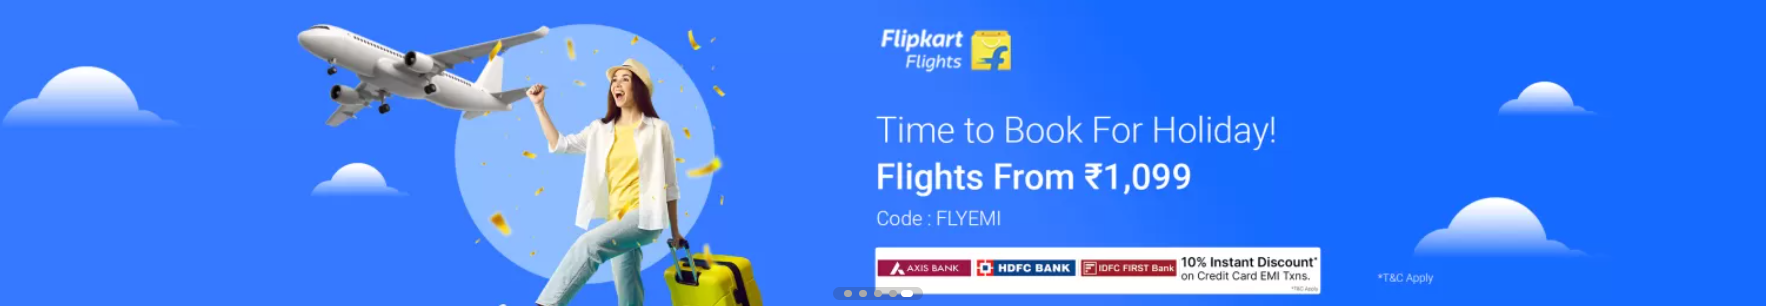 Flipkart
Flights
Time to Book For Holiday!
Flights From ₹1,099
Code : FLYEMI
AXIS BANK HDFC BANK IDFC FIRST Bank 10% Instant Discount*
on Credit Card EMI Txns.
*T&C Apply
*T&C Apply